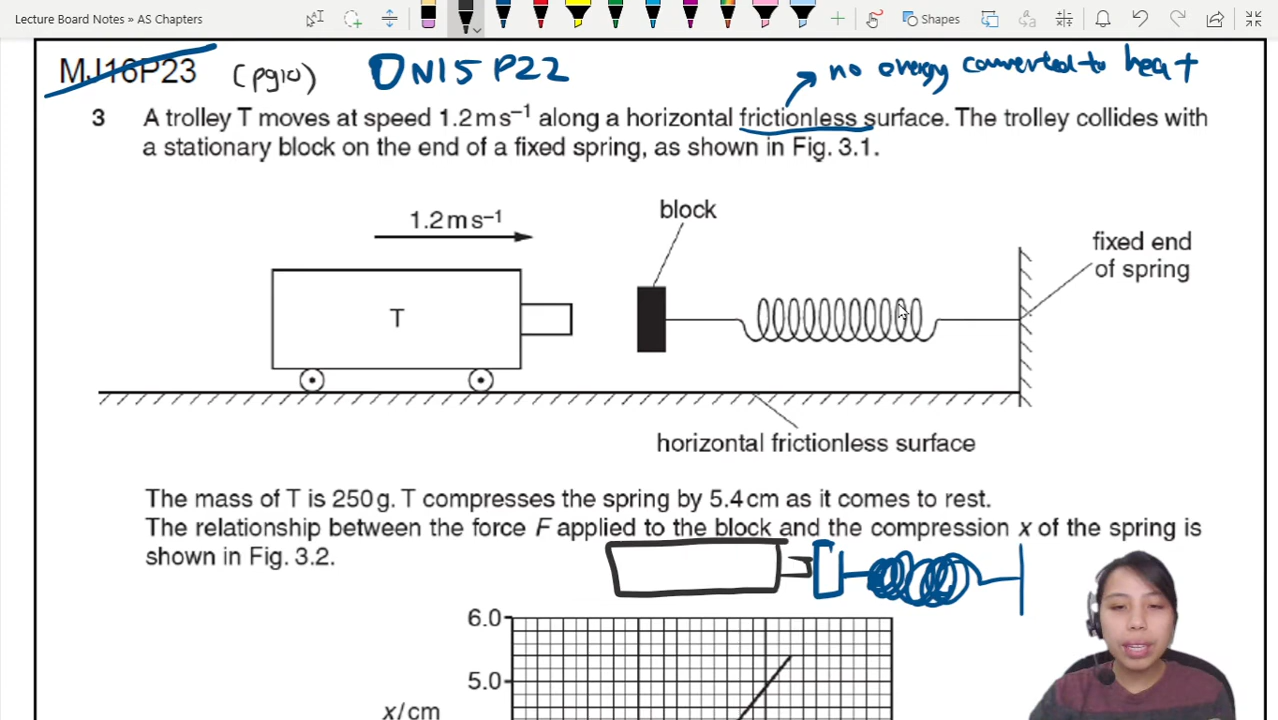 Lecture Board Notes » AS Chapters
Shapes
MJ16P23 (pg10) ON15 P22 no energy converted to heat
3 A trolley T moves at speed 1.2 m s⁻¹ along a horizontal frictionless surface. The trolley collides with
a stationary block on the end of a fixed spring, as shown in Fig. 3.1.
block
1.2 m s⁻¹
fixed end
of spring
T
horizontal frictionless surface
The mass of T is 250 g. T compresses the spring by 5.4 cm as it comes to rest.
The relationship between the force F applied to the block and the compression x of the spring is
shown in Fig. 3.2.
6.0
5.0
x/cm